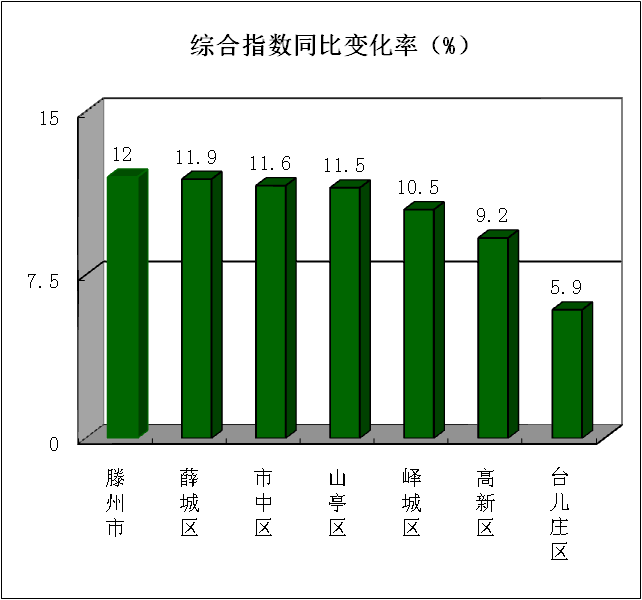 综合指数同比变化率（%）
15
7.5
0
12
11.9
11.6
11.5
10.5
9.2
5.9
滕州市
薛城区
市中区
山亭区
峄城区
高新区
台儿庄区